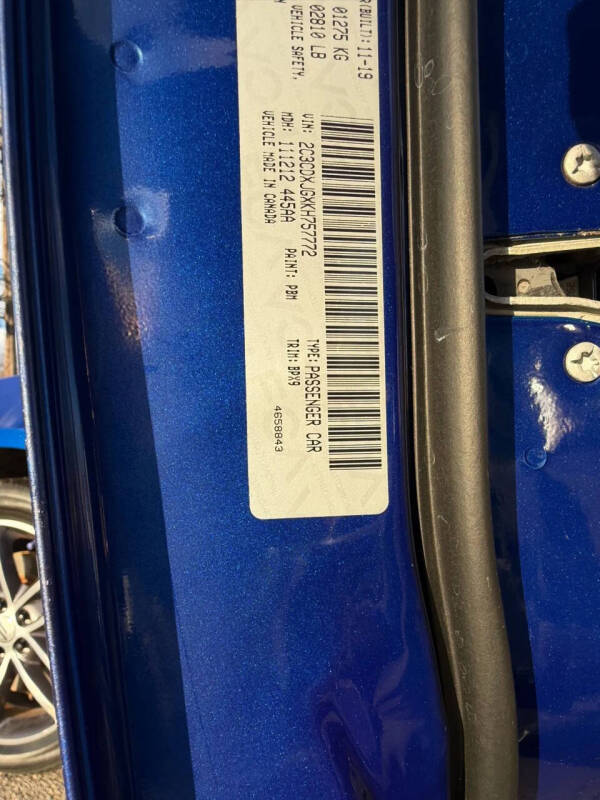 R(BUILT): 11-19
01275 KG
02810 LB
VEHICLE SAFETY,
VIN: 2C3CDXJGXKH757772
TYPE: PASSENGER CAR
MDH: 111212 445AA
PAINT: PBM
TRIM: BPX9
VEHICLE MADE IN CANADA
4658843